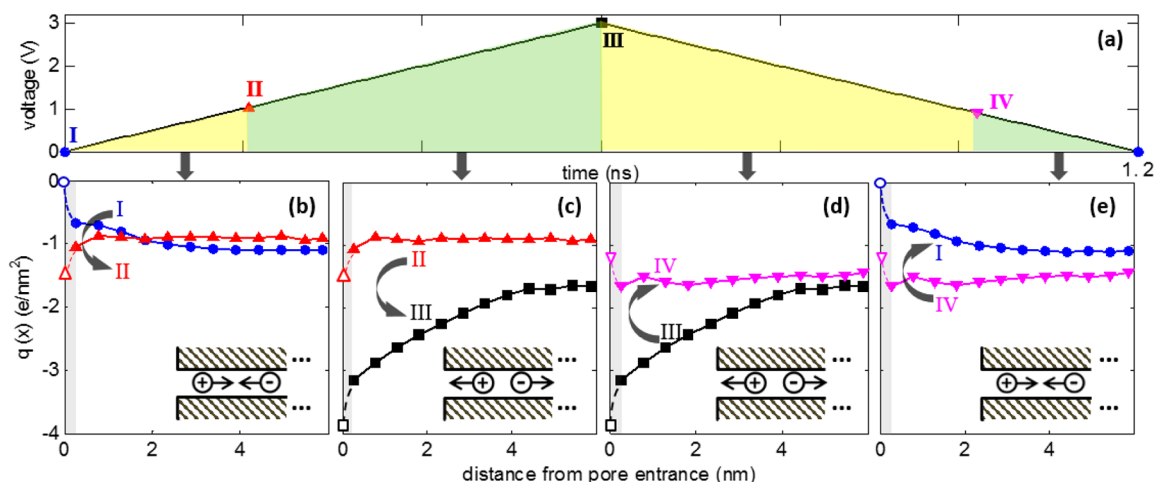 3
(a)
III
voltage (V)
2
II
1
IV
I
0
time (ns)
1.2
0
(b)
(c)
(d)
(e)
I
II
II
III
IV
III
I
IV
-1
-2
-3
-4
q (x) (e/nm²)
+ - ...
+ - ...
+ - ...
+ - ...
0 2 4
0 2 4
0 2 4
0 2 4
distance from pore entrance (nm)